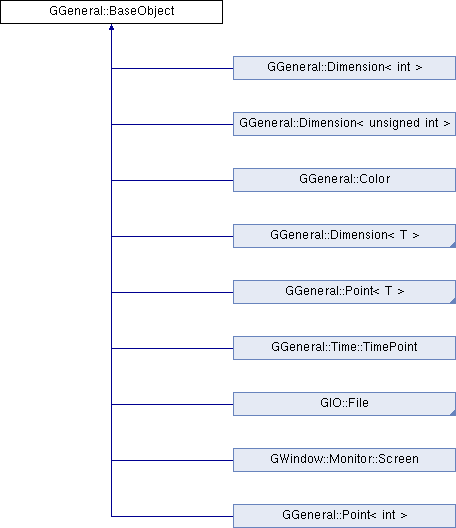 GGeneral::BaseObject
GGeneral::Dimension< int >
GGeneral::Dimension< unsigned int >
GGeneral::Color
GGeneral::Dimension< T >
GGeneral::Point< T >
GGeneral::Time::TimePoint
GIO::File
GWindow::Monitor::Screen
GGeneral::Point< int >